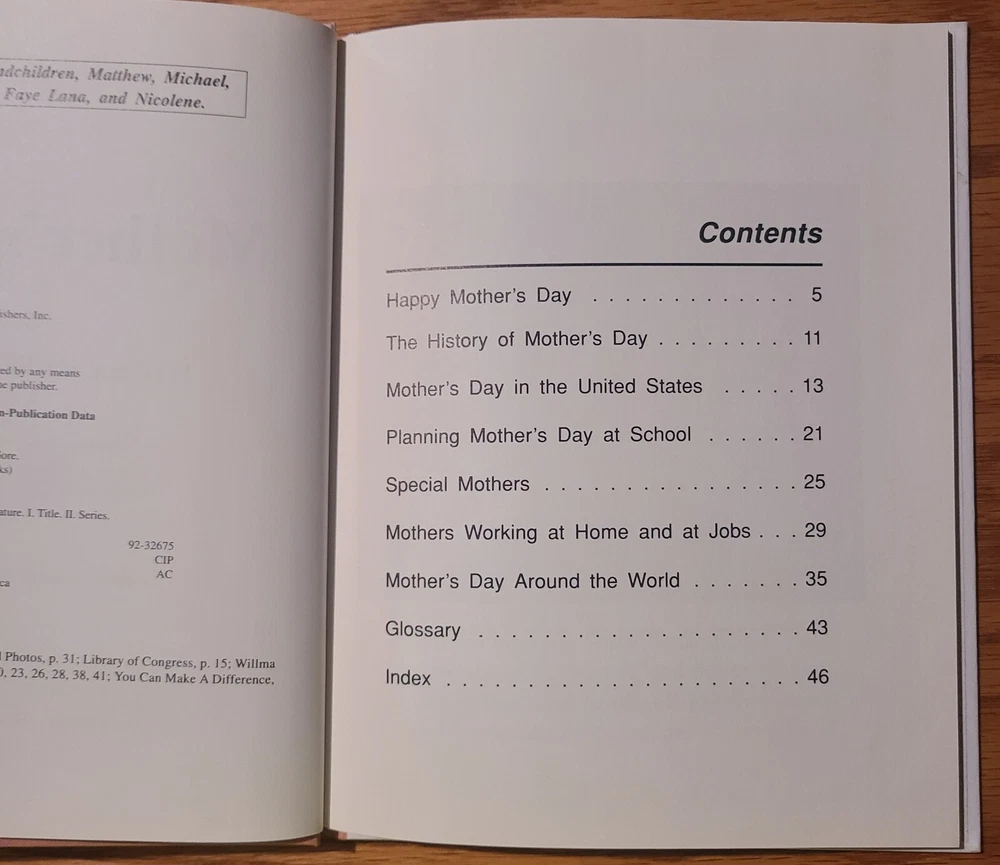 ndchildren, Matthew, Michael,
Faye Lana, and Nicolene.
ishers, Inc.
ed by any means
he publisher.
n-Publication Data
ore.
ks)
ature. I. Title. II. Series.
92-32675
CIP
AC
ca
l Photos, p. 31; Library of Congress, p. 15; Willma
0, 23, 26, 28, 38, 41; You Can Make A Difference,
Contents
Happy Mother's Day . . . . . . . . . . . . . 5
The History of Mother's Day . . . . . . . . . 11
Mother's Day in the United States . . . . . 13
Planning Mother's Day at School . . . . . . 21
Special Mothers . . . . . . . . . . . . . . . . 25
Mothers Working at Home and at Jobs . . . 29
Mother's Day Around the World . . . . . . . 35
Glossary . . . . . . . . . . . . . . . . . . . . 43
Index . . . . . . . . . . . . . . . . . . . . . . 46